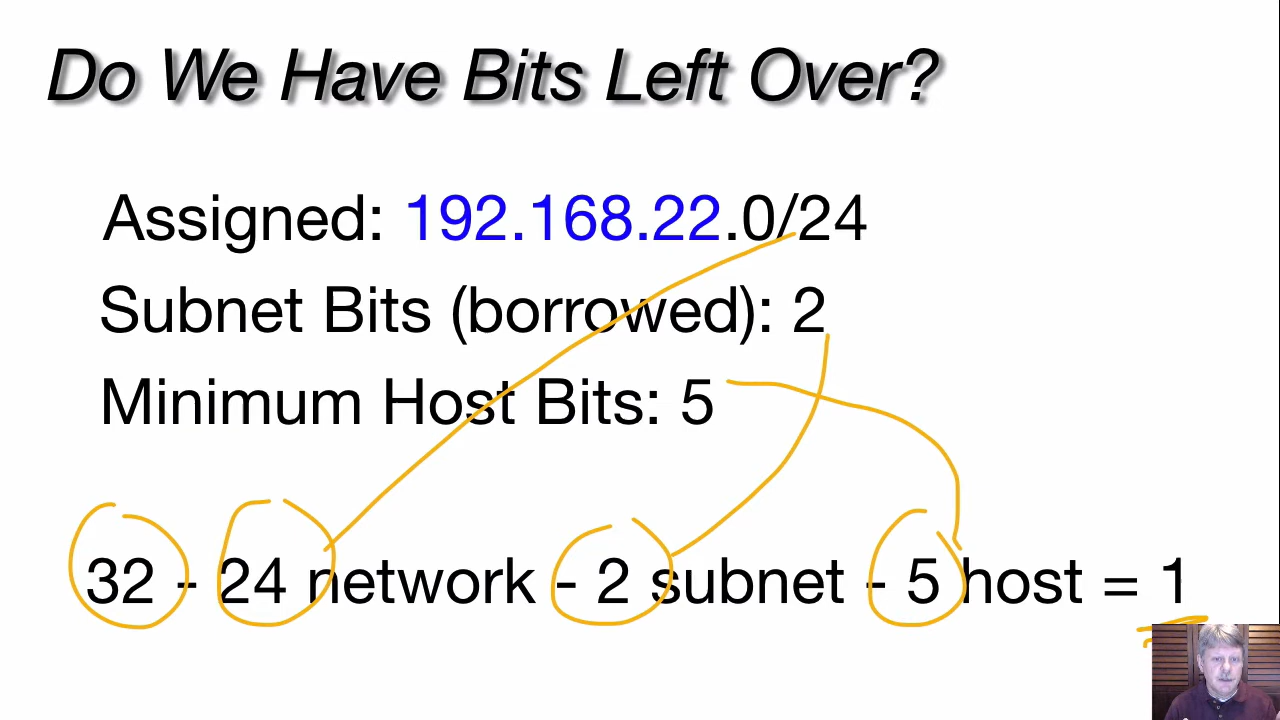 Do We Have Bits Left Over?
Assigned: 192.168.22.0/24
Subnet Bits (borrowed): 2
Minimum Host Bits: 5
32 - 24 network - 2 subnet - 5 host = 1